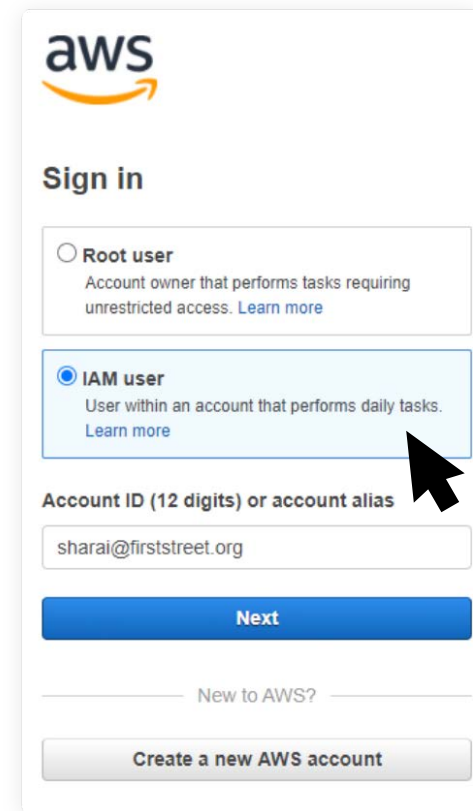 aws
Sign in
Root user
Account owner that performs tasks requiring
unrestricted access. Learn more
IAM user
User within an account that performs daily tasks.
Learn more
Account ID (12 digits) or account alias
sharai@firststreet.org
Next
New to AWS?
Create a new AWS account